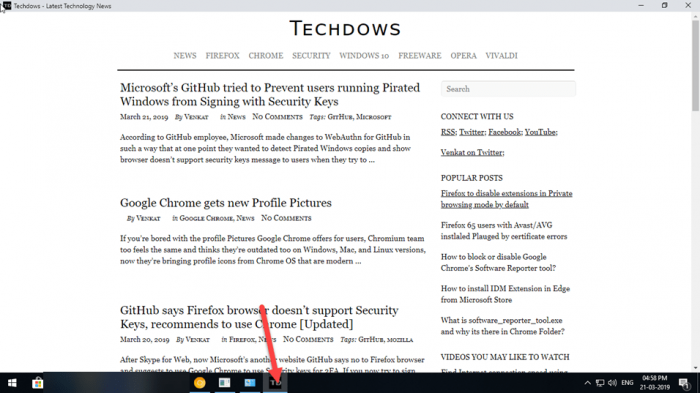 TD Techdows - Latest Technology News
TECHDOWS
NEWS FIREFOX CHROME SECURITY WINDOWS 10 FREEWARE OPERA VIVALDI
Microsoft's GitHub tried to Prevent users running Pirated
Windows from Signing with Security Keys
March 21, 2019 By Venkat in News No Comments Tags: GitHub, Microsoft
According to GitHub employee, Microsoft made changes to WebAuthn for GitHub in
such a way that at one point they wanted to detect Pirated Windows copies and show
browser doesn't support security keys message to users when they try to ...
Google Chrome gets new Profile Pictures
By Venkat in Google Chrome, News No Comments
If you're bored with the profile Pictures Google Chrome offers for users, Chromium team
too feels the same and thinks they're outdated too on Windows, Mac, and Linux versions,
now they're bringing profile icons from Chrome OS that are modern ...
GitHub says Firefox browser doesn't support Security
Keys, recommends to use Chrome [Updated]
March 20, 2019 By Venkat in Firefox, News No Comments Tags: GitHub, mozilla
After Skype for Web, now Microsoft's another website GitHub says no to Firefox browser
and suggests to use Google Chrome to use Security keys for 2FA. If you now try to sign
Search
CONNECT WITH US
RSS; Twitter; Facebook; YouTube;
Venkat on Twitter;
POPULAR POSTS
Firefox to disable extensions in Private
browsing mode by default
Firefox 65 users with Avast/AVG
instlaled Plauged by certificate errors
How to block or disable Google
Chrome's Software Reporter tool?
How to install IDM Extension in Edge
from Microsoft Store
What is software_reporter_tool.exe
and why its there in Chrome Folder?
VIDEOS YOU MAY LIKE TO WATCH
Find Internet connection speed using
TD
ENG
04:58 PM
21-03-2019
1